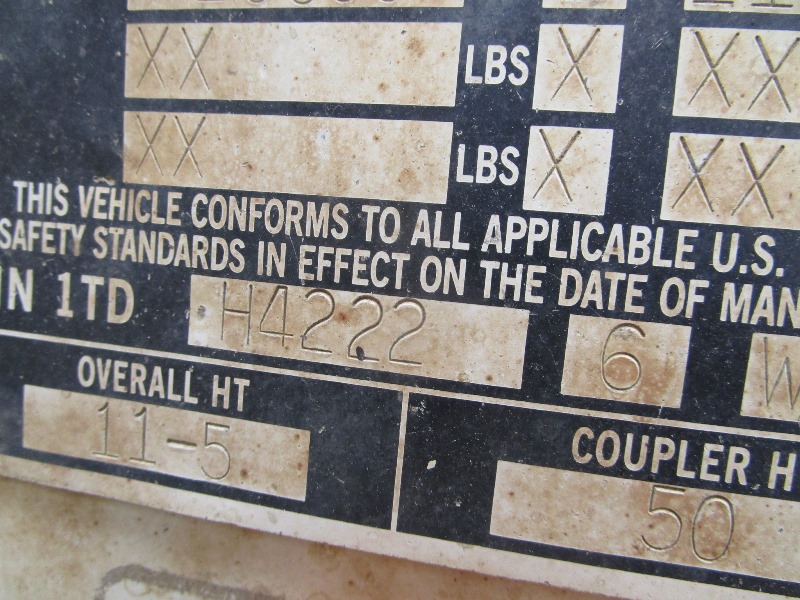 XX LBS X XX
XX LBS X XX
THIS VEHICLE CONFORMS TO ALL APPLICABLE U.S.
SAFETY STANDARDS IN EFFECT ON THE DATE OF MAN
IN 1TD H4222 6 W
OVERALL HT
11-5
COUPLER H
50